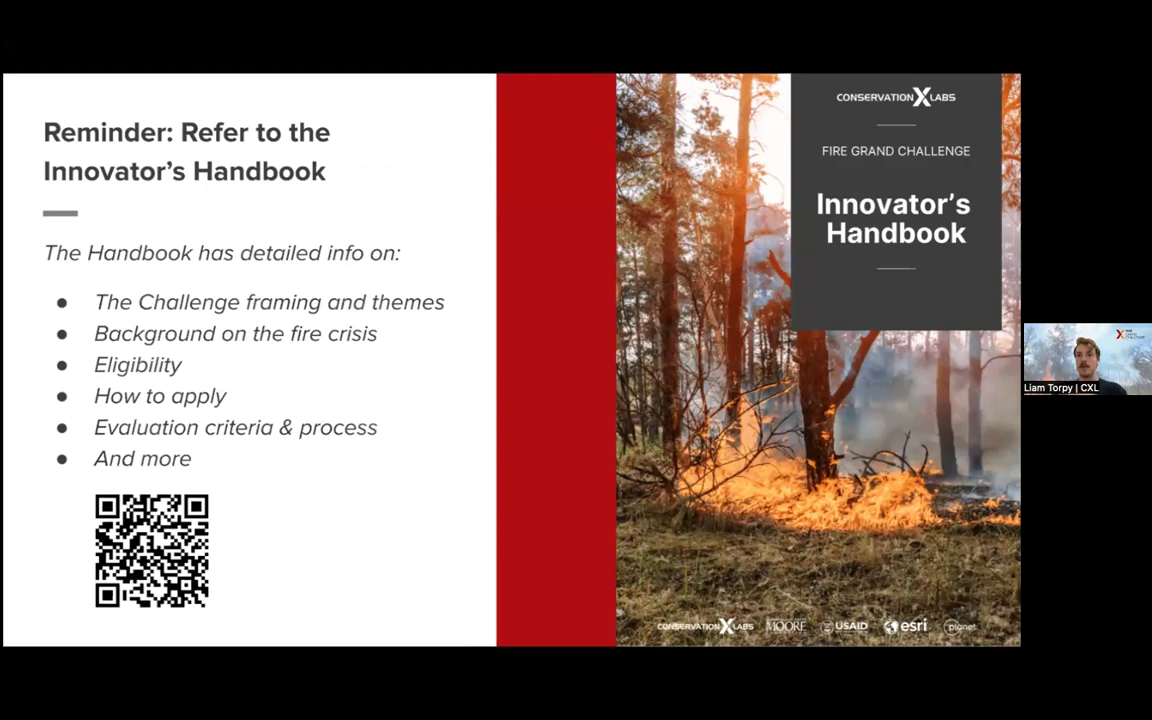 Reminder: Refer to the
Innovator's Handbook
The Handbook has detailed info on:
● The Challenge framing and themes
● Background on the fire crisis
● Eligibility
● How to apply
● Evaluation criteria & process
● And more
CONSERVATION X LABS
FIRE GRAND CHALLENGE
Innovator's
Handbook
CONSERVATION X LABS
MOORE
USAID
esri
planet
Liam Torpy | CXL